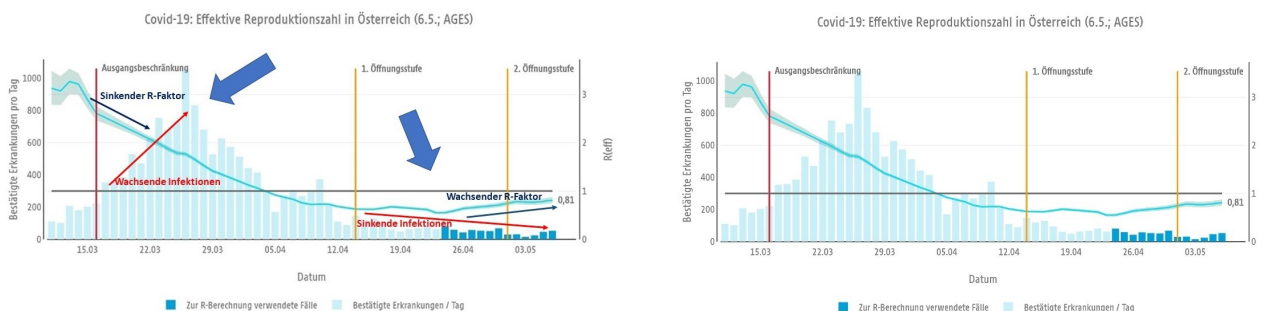 Covid-19: Effektive Reproduktionszahl in Österreich (6.5.; AGES)
Bestätigte Erkrankungen pro Tag
1000
800
600
400
200
0
Ausgangsbeschränkung
1. Öffnungsstufe
2. Öffnungsstufe
Sinkender R-Faktor
Wachsende Infektionen
Wachsender R-Faktor
Sinkende Infektionen
0,81
3
2
1
0
R(eff)
15.03 22.03 29.03 05.04 12.04 19.04 26.04 03.05
Datum
Zur R-Berechnung verwendete Fälle Bestätigte Erkrankungen / Tag
Covid-19: Effektive Reproduktionszahl in Österreich (6.5.; AGES)
Bestätigte Erkrankungen pro Tag
1000
800
600
400
200
0
Ausgangsbeschränkung
1. Öffnungsstufe
2. Öffnungsstufe
0,81
3
2
1
0
15.03 22.03 29.03 05.04 12.04 19.04 26.04 03.05
Datum
Zur R-Berechnung verwendete Fälle Bestätigte Erkrankungen / Tag